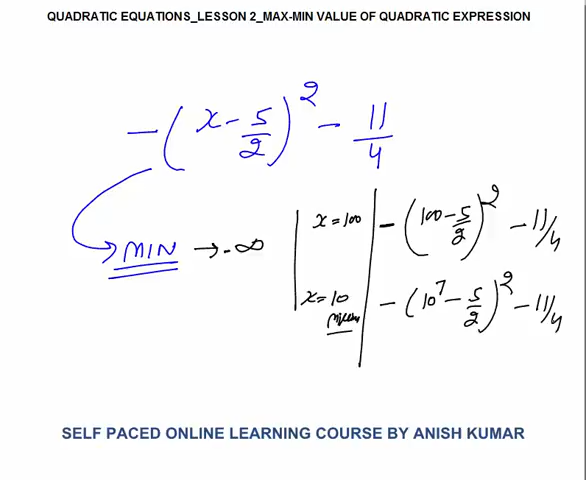 QUADRATIC EQUATIONS_LESSON 2_MAX-MIN VALUE OF QUADRATIC EXPRESSION
-(x - 5/2)² - 11/4
MIN → -∞
x = 100 - (100 - 5/2)² - 11/4
x = 10 - (10⁷ - 5/2)² - 11/4
SELF PACED ONLINE LEARNING COURSE BY ANISH KUMAR